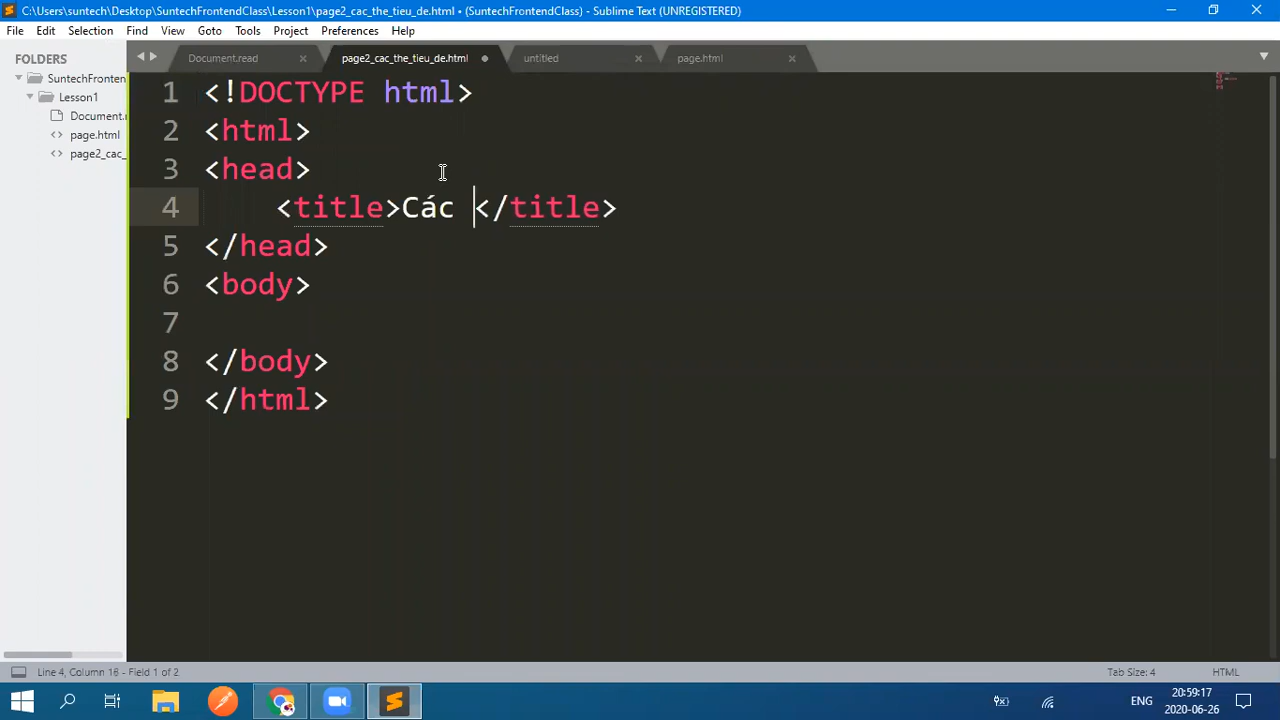 C:\Users\suntech\Desktop\SuntechFrontendClass\Lesson1\page2_cac_the_tieu_de.html • (SuntechFrontendClass) - Sublime Text (UNREGISTERED)
File Edit Selection Find View Goto Tools Project Preferences Help
FOLDERS
SuntechFronten
Lesson1
Document.r
page.html
page2_cac_
Document.read
page2_cac_the_tieu_de.html
untitled
page.html
1 <!DOCTYPE html>
2 <html>
3 <head>
4 <title>Các </title>
5 </head>
6 <body>
7
8 </body>
9 </html>
Line 4, Column 16 - Field 1 of 2
Tab Size: 4
HTML
ENG
20:59:17
2020-06-26